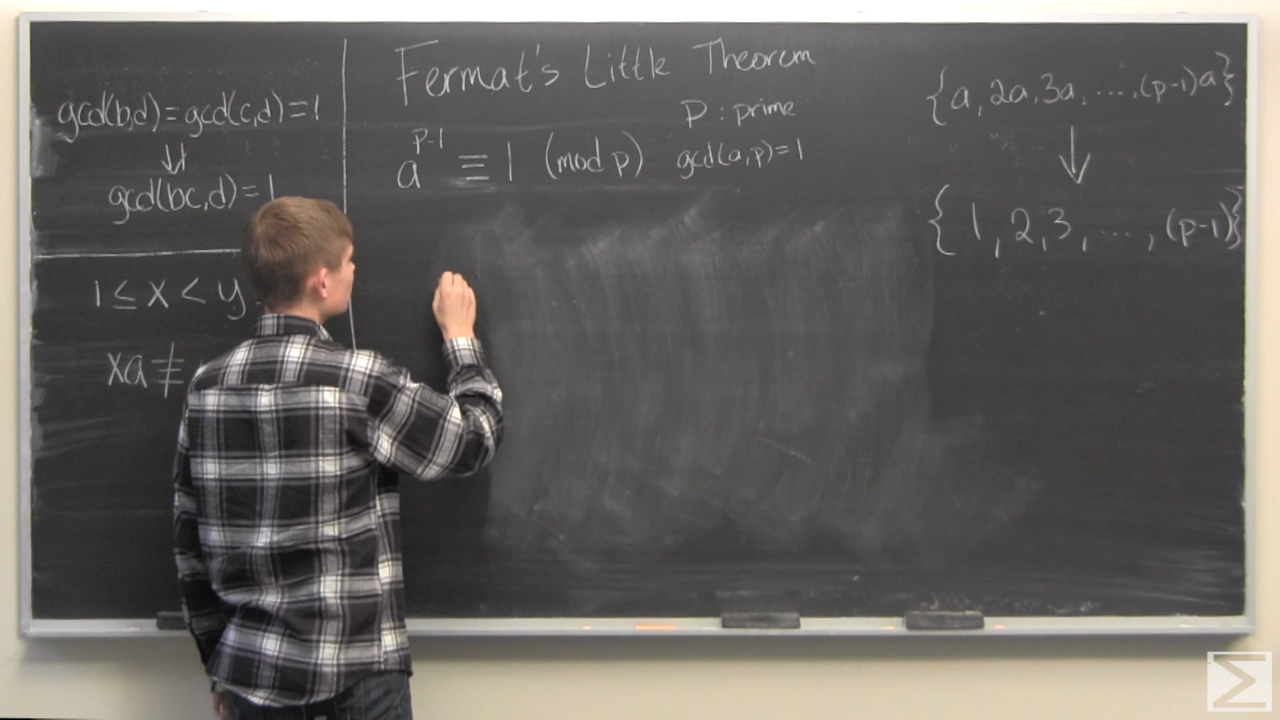 gcd(b,d)=gcd(c,d)=1
⇓
gcd(bc,d)=1
1 ≤ x < y
xa ≢
Fermat's Little Theorem
P : prime
a^{p-1} ≡ 1 (mod p) gcd(a,p)=1
{a, 2a, 3a, ..., (p-1)a}
↓
{1, 2, 3, ..., (p-1)}
Σ